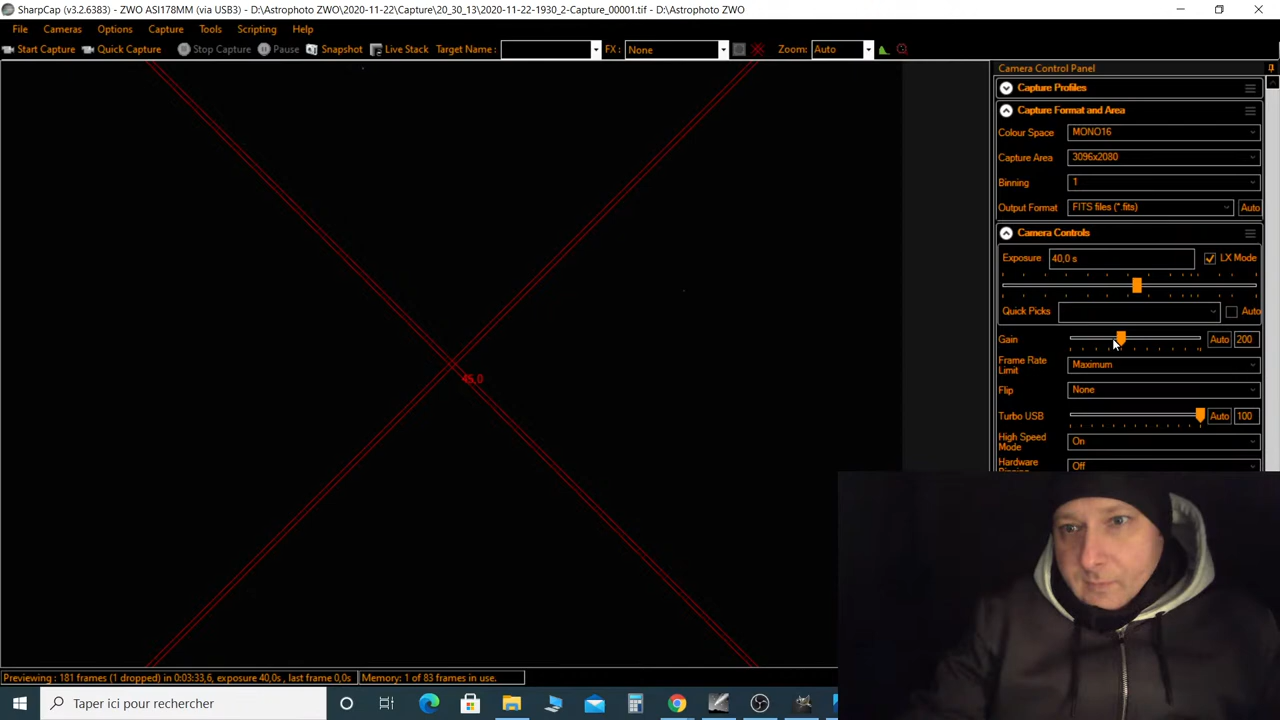 SharpCap (v3.2.6383) - ZWO ASI178MM (via USB3) - D:\Astrophoto ZWO\2020-11-22\Capture\20_30_13\2020-11-22-1930_2-Capture_00001.tif - D:\Astrophoto ZWO
File Cameras Options Capture Tools Scripting Help
Start Capture Quick Capture Stop Capture Pause Snapshot Live Stack Target Name : FX : None Zoom: Auto
Camera Control Panel
Capture Profiles
Capture Format and Area
Colour Space MONO16
Capture Area 3096x2080
Binning 1
Output Format FITS files (*.fits) Auto
Camera Controls
Exposure 40,0 s LX Mode
Quick Picks Auto
Gain Auto 200
Frame Rate Limit Maximum
Flip None
Turbo USB Auto 100
High Speed Mode On
Hardware Binning Off
45,0
Previewing : 181 frames (1 dropped) in 0:03:33,6, exposure 40,0s , last frame 0,0s Memory: 1 of 83 frames in use.
Taper ici pour rechercher